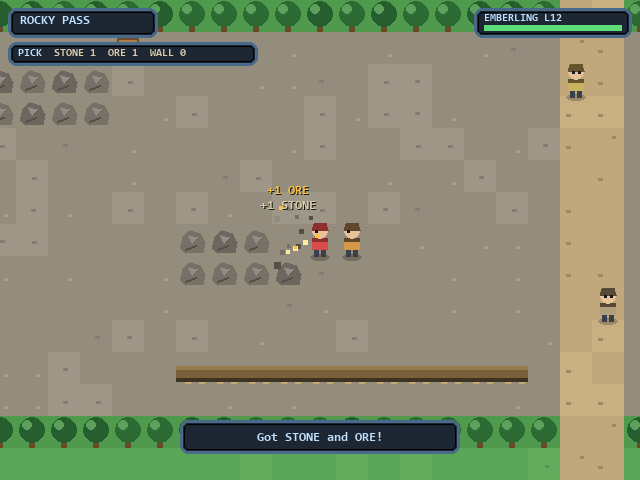 ROCKY PASS
EMBERLING L12
PICK STONE 1 ORE 1 WALL 0
+1 ORE
+1 STONE
Got STONE and ORE!